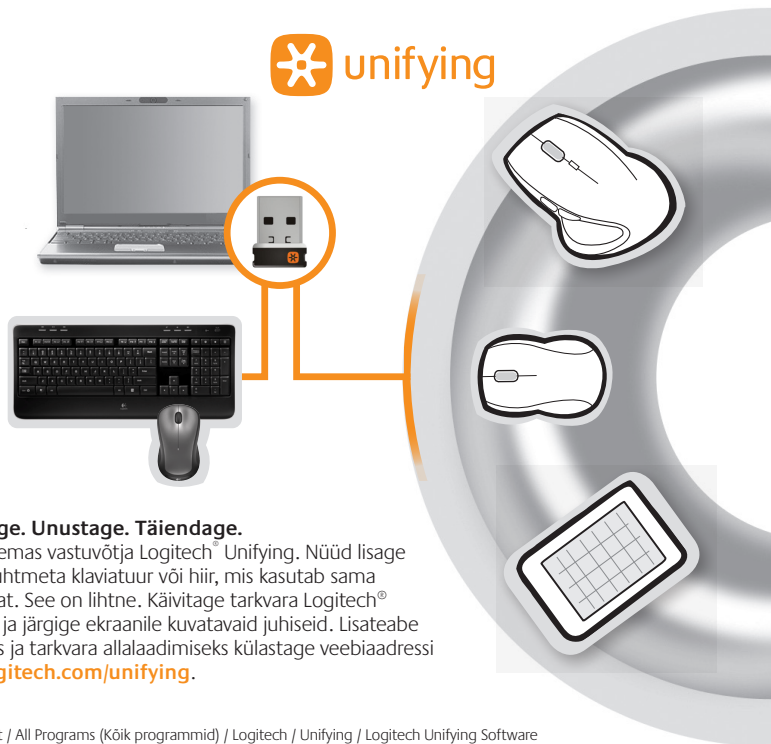 unifying
ge. Unustage. Täiendage.
emas vastuvõtja Logitech® Unifying. Nüüd lisage
uhtmeta klaviatuur või hiir, mis kasutab sama
at. See on lihtne. Käivitage tarkvara Logitech®
ja järgige ekraanile kuvatavaid juhiseid. Lisateabe
s ja tarkvara allalaadimiseks külastage veebiaadressi
gitech.com/unifying.
t / All Programs (Kõik programmid) / Logitech / Unifying / Logitech Unifying Software